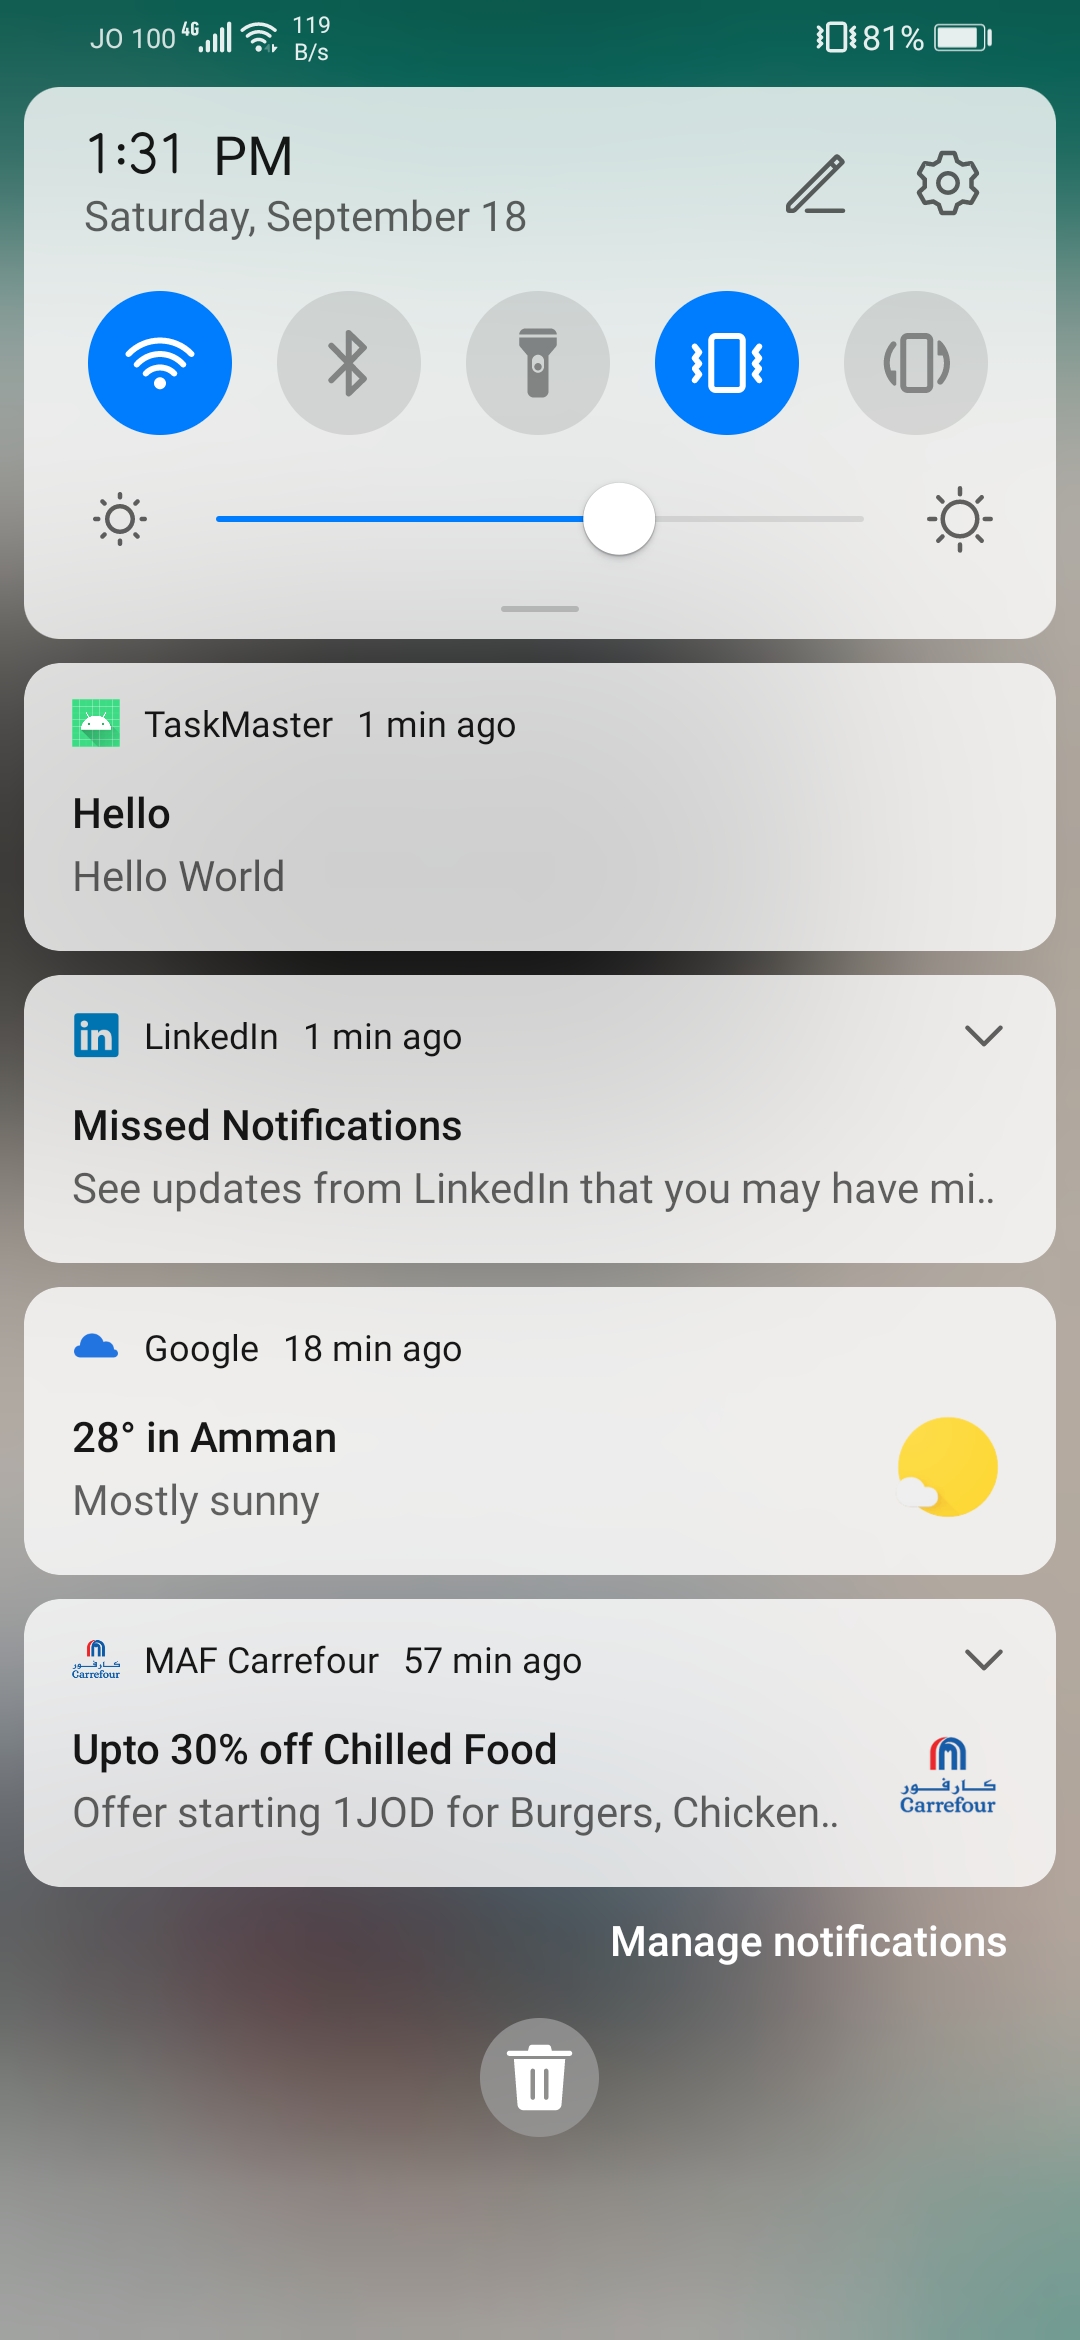 JO 100 4G 119 81%
B/s
1:31 PM
Saturday, September 18
TaskMaster 1 min ago
Hello
Hello World
in LinkedIn 1 min ago
Missed Notifications
See updates from LinkedIn that you may have mi..
Google 18 min ago
28° in Amman
Mostly sunny
كارفور
Carrefour
MAF Carrefour 57 min ago
Upto 30% off Chilled Food
Offer starting 1JOD for Burgers, Chicken..
كارفور
Carrefour
Manage notifications